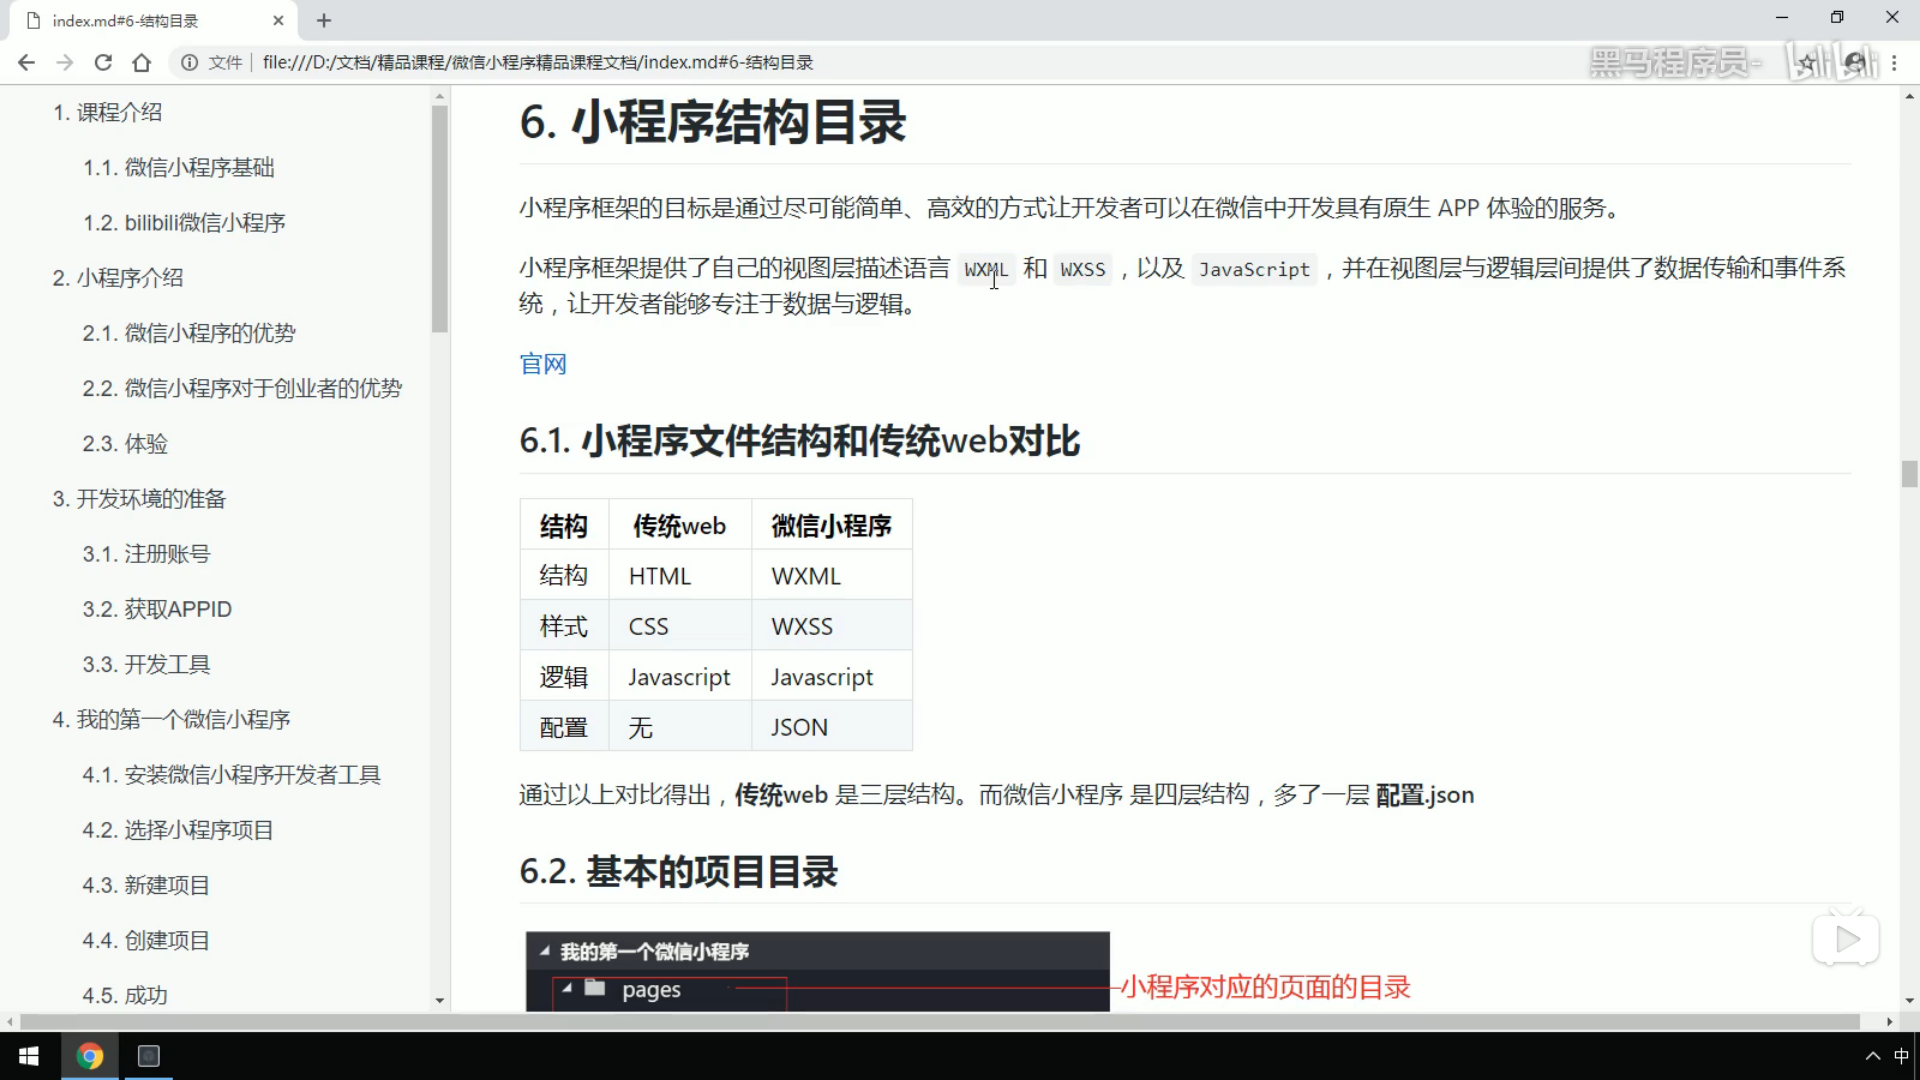 index.md#6-结构目录
文件
file:///D:/文档/精品课程/微信小程序精品课程文档/index.md#6-结构目录
黑马程序员-
bilibili
1. 课程介绍
1.1. 微信小程序基础
1.2. bilibili微信小程序
2. 小程序介绍
2.1. 微信小程序的优势
2.2. 微信小程序对于创业者的优势
2.3. 体验
3. 开发环境的准备
3.1. 注册账号
3.2. 获取APPID
3.3. 开发工具
4. 我的第一个微信小程序
4.1. 安装微信小程序开发者工具
4.2. 选择小程序项目
4.3. 新建项目
4.4. 创建项目
4.5. 成功
6. 小程序结构目录
小程序框架的目标是通过尽可能简单、高效的方式让开发者可以在微信中开发具有原生 APP 体验的服务。
小程序框架提供了自己的视图层描述语言 WXML 和 WXSS ，以及 JavaScript ，并在视图层与逻辑层间提供了数据传输和事件系
统，让开发者能够专注于数据与逻辑。
官网
6.1. 小程序文件结构和传统web对比
结构 传统web 微信小程序
结构 HTML WXML
样式 CSS WXSS
逻辑 Javascript Javascript
配置 无 JSON
通过以上对比得出，传统web 是三层结构。而微信小程序 是四层结构，多了一层 配置.json
6.2. 基本的项目目录
我的第一个微信小程序
pages
小程序对应的页面的目录
中